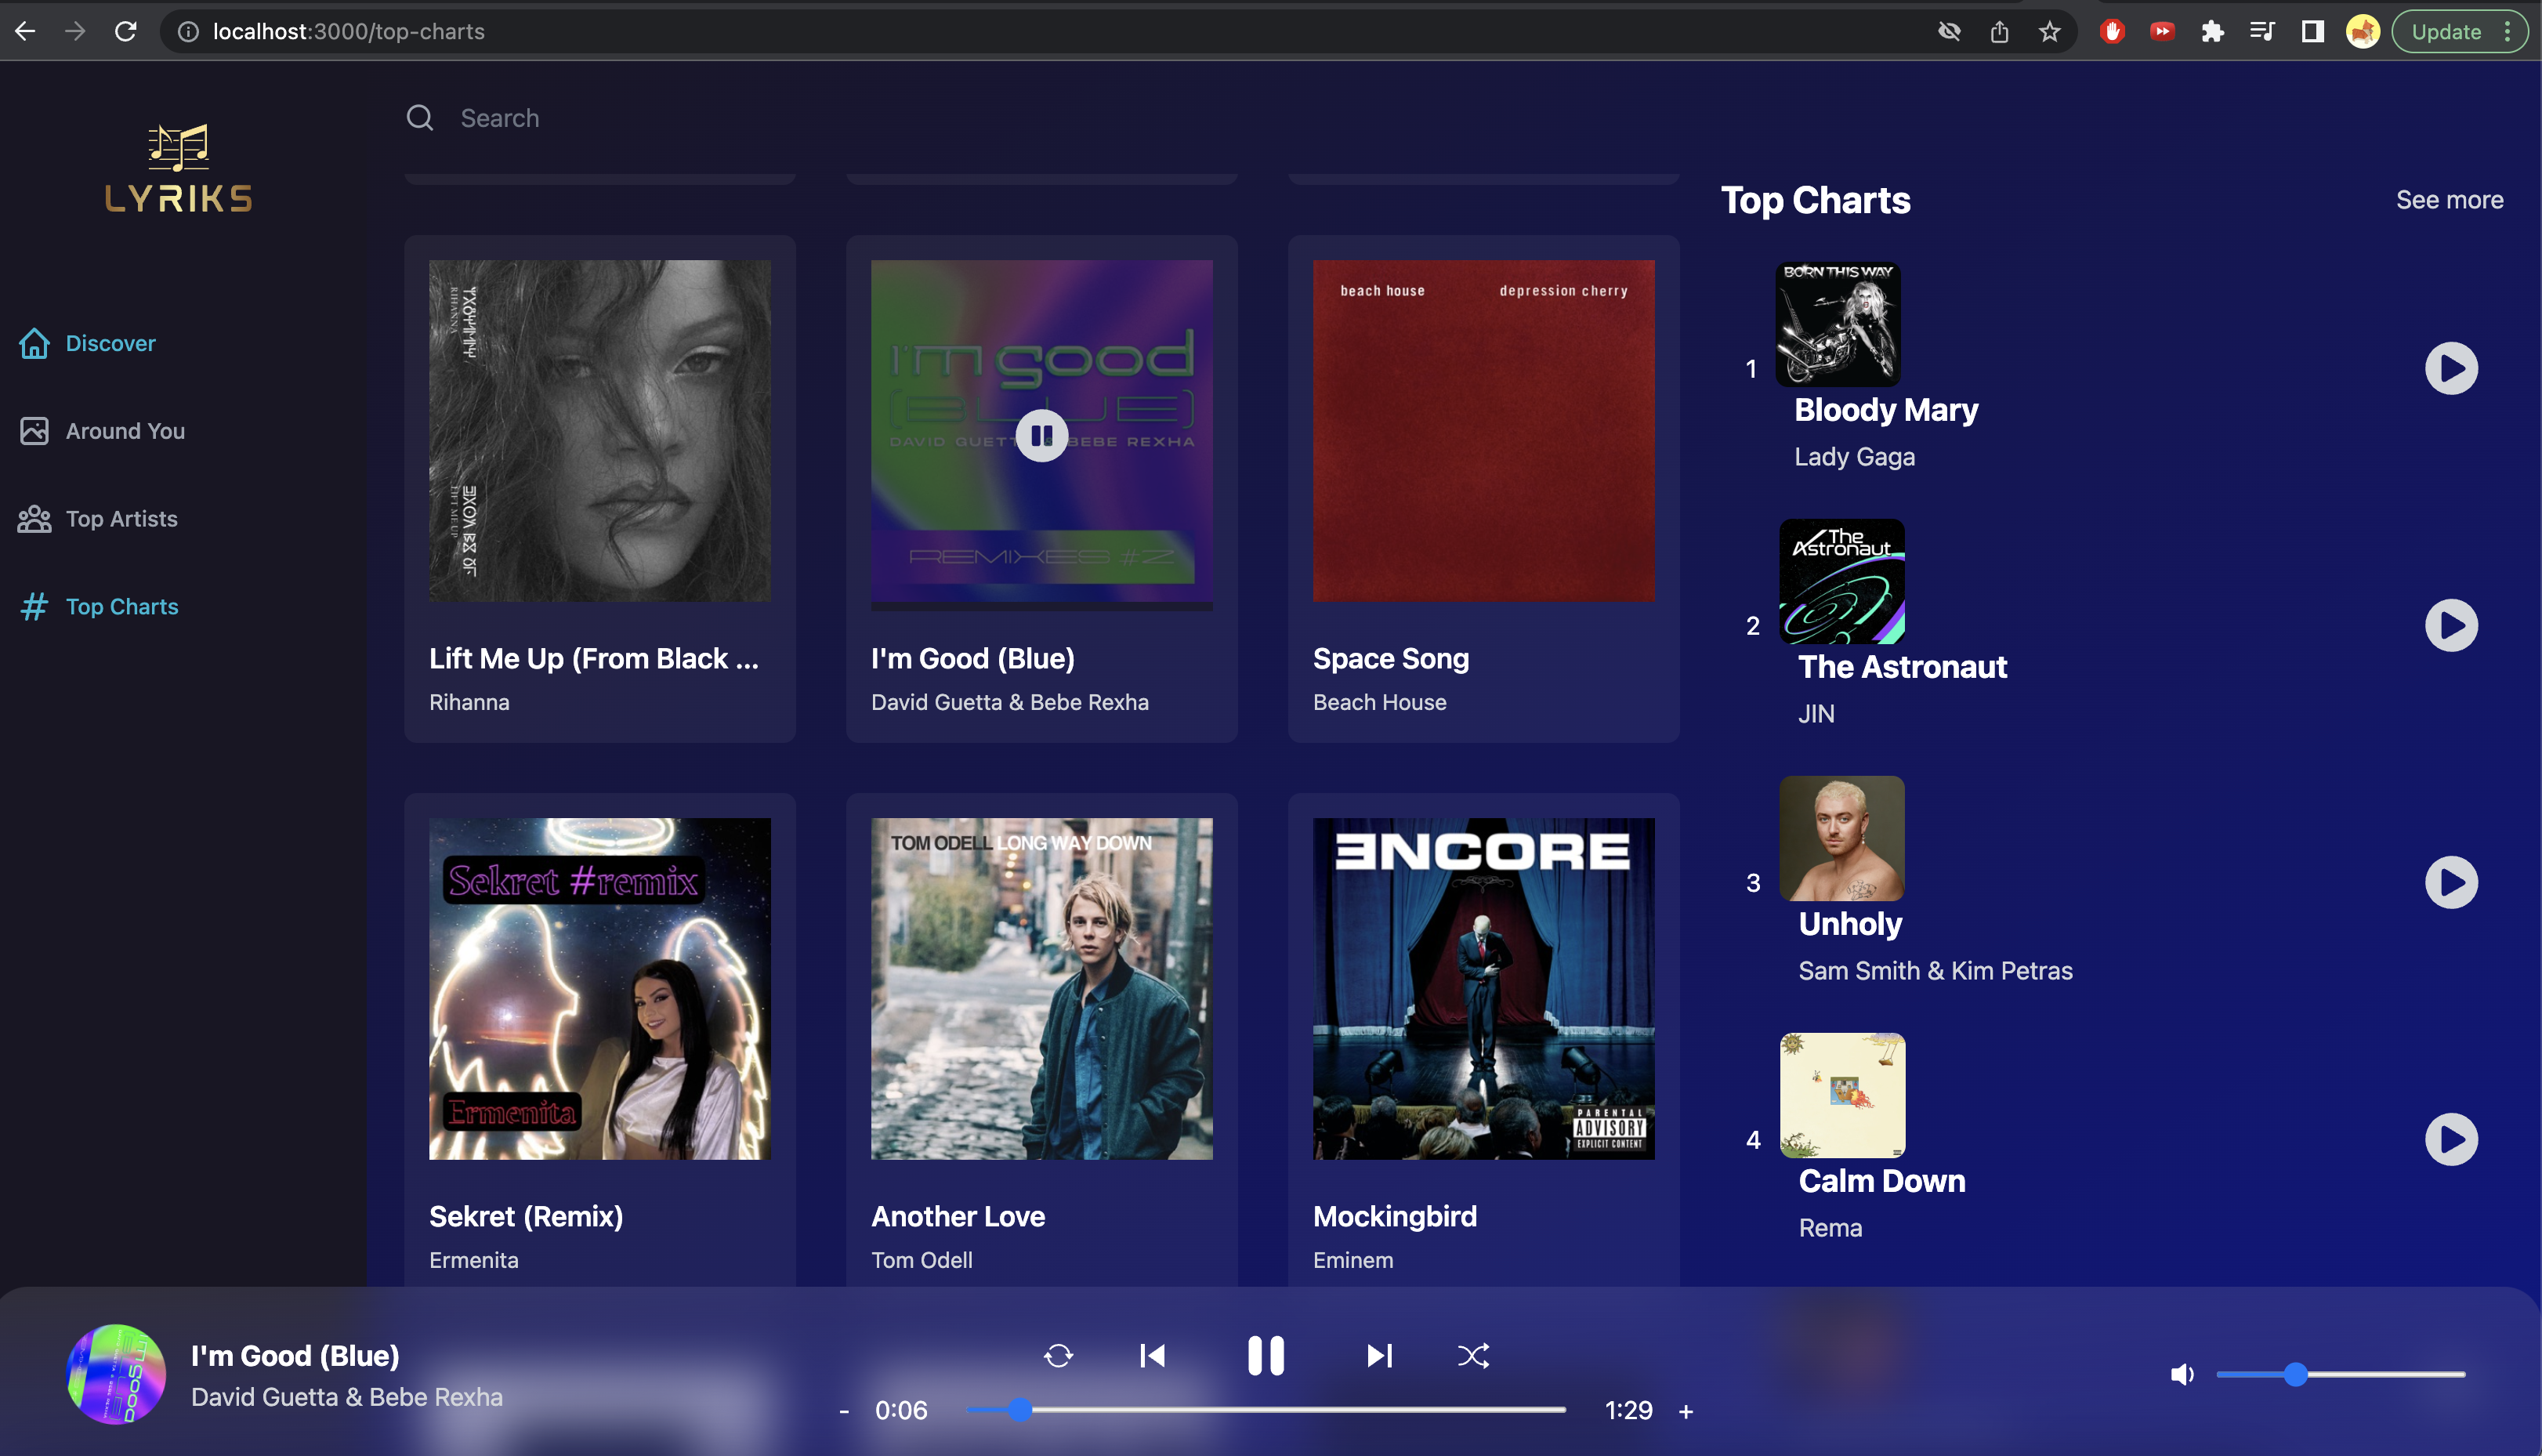 localhost:3000/top-charts
Update
LYRIKS
Search
Discover
Around You
Top Artists
Top Charts
RIHANNA
LIFT ME UP
Lift Me Up (From Black ...
Rihanna
I'm good
(BLUE)
DAVID GUETTA & BEBE REXHA
REMIXES #2
I'm Good (Blue)
David Guetta & Bebe Rexha
beach house depression cherry
Space Song
Beach House
Sekret #remix
Ermenita
Sekret (Remix)
Ermenita
TOM ODELL LONG WAY DOWN
Another Love
Tom Odell
ENCORE
PARENTAL
ADVISORY
EXPLICIT CONTENT
Mockingbird
Eminem
Top Charts
See more
1
BORN THIS WAY
Bloody Mary
Lady Gaga
2
The
Astronaut
The Astronaut
JIN
3
Unholy
Sam Smith & Kim Petras
4
Calm Down
Rema
I'm Good (Blue)
David Guetta & Bebe Rexha
- 0:06 1:29 +